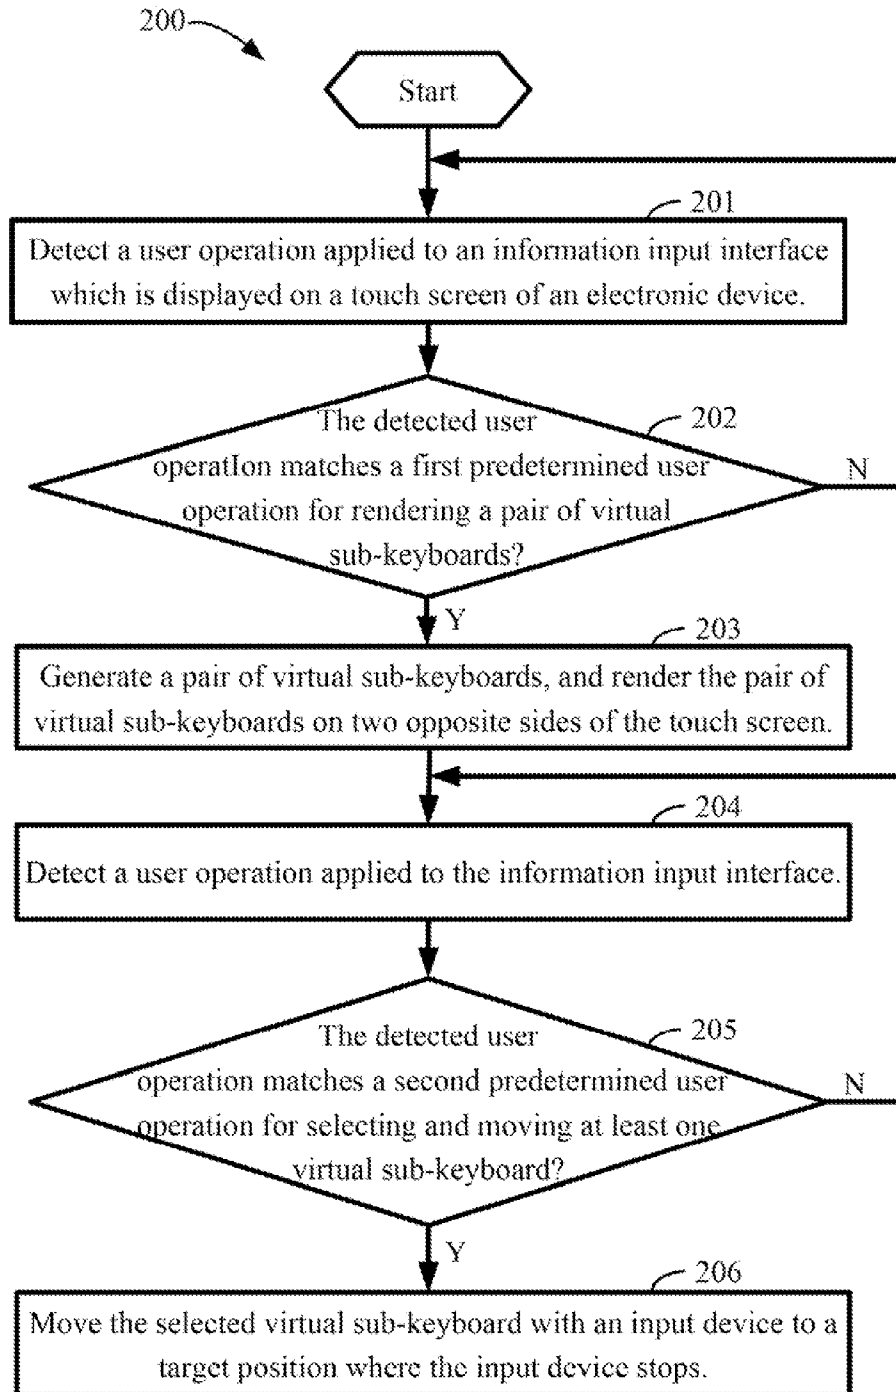 200
Start
201
Detect a user operation applied to an information input interface
which is displayed on a touch screen of an electronic device.
202
The detected user
operatIon matches a first predetermined user
operation for rendering a pair of virtual
sub-keyboards?
N
Y
203
Generate a pair of virtual sub-keyboards, and render the pair of
virtual sub-keyboards on two opposite sides of the touch screen.
204
Detect a user operation applied to the information input interface.
205
The detected user
operation matches a second predetermined user
operation for selecting and moving at least one
virtual sub-keyboard?
N
Y
206
Move the selected virtual sub-keyboard with an input device to a
target position where the input device stops.